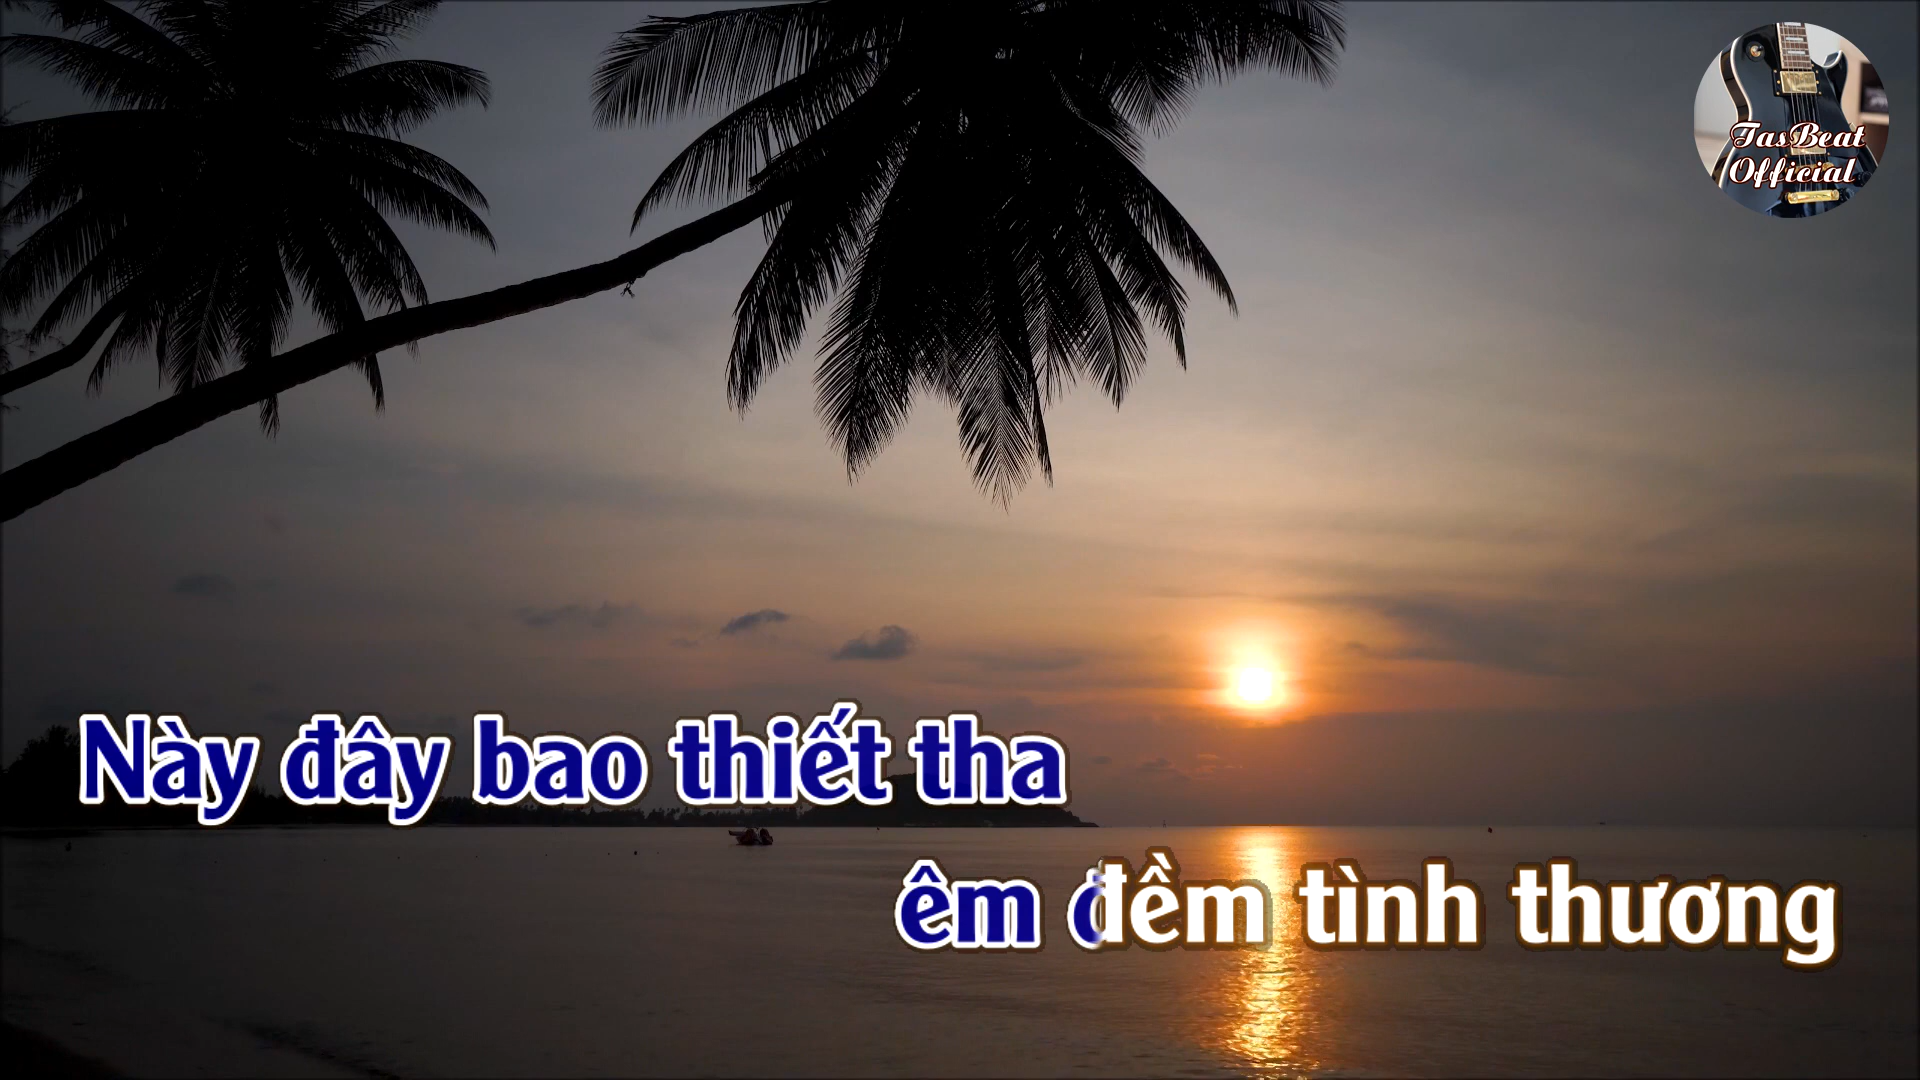 TasBeat
Official
Này đây bao thiết tha
êm đềm tình thương